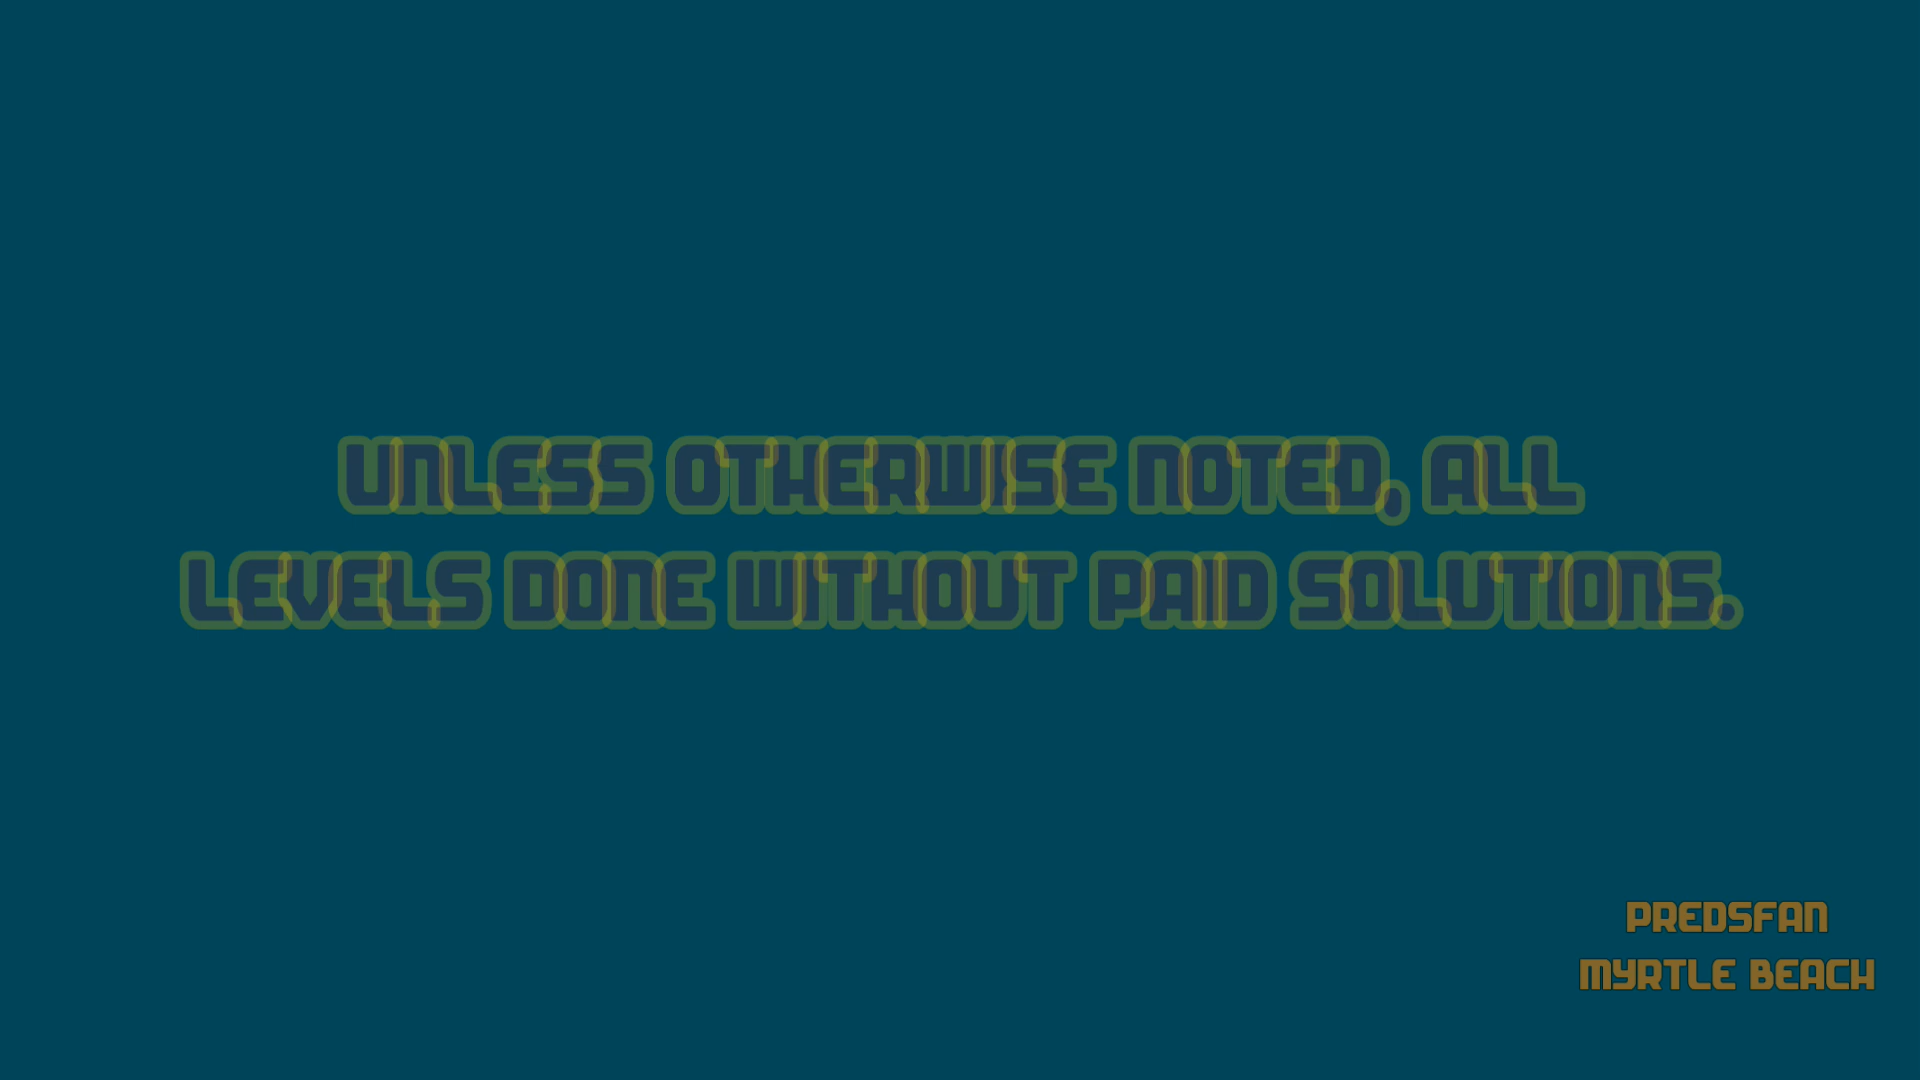 UNLESS OTHERWISE NOTED, ALL
LEVELS DONE WITHOUT PAID SOLUTIONS.
PREDSFAN
MYRTLE BEACH